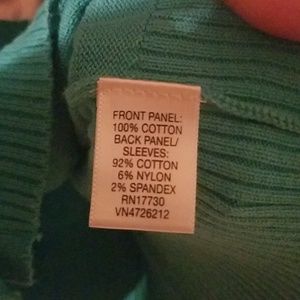 FRONT PANEL:
100% COTTON
BACK PANEL/
SLEEVES:
92% COTTON
6% NYLON
2% SPANDEX
RN17730
VN4726212